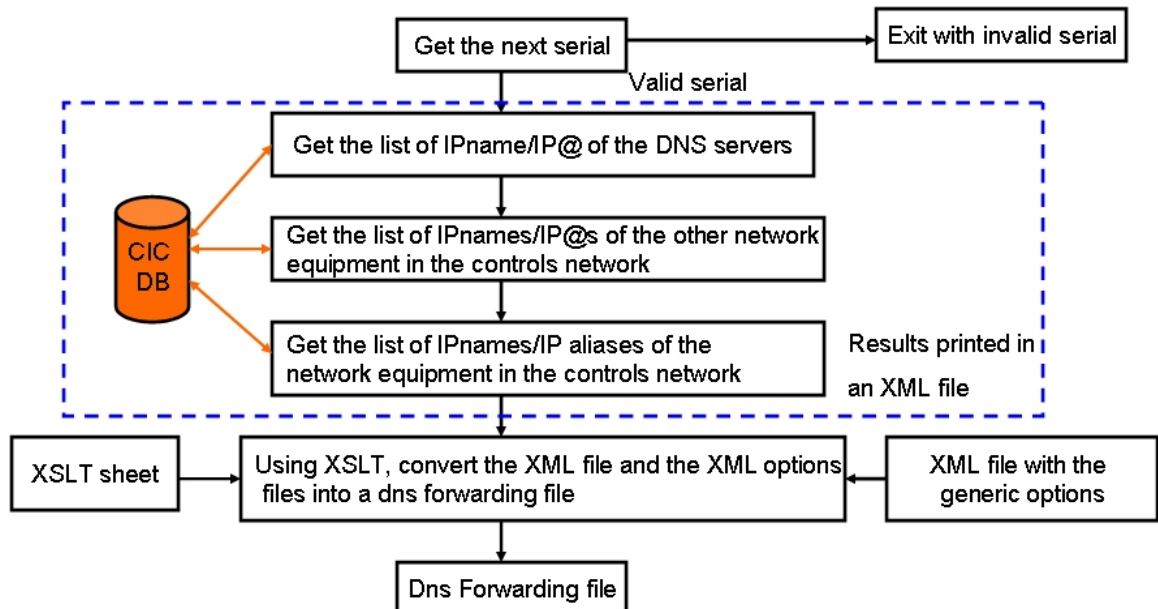 Get the next serial
Exit with invalid serial
Valid serial
Get the list of IPname/IP@ of the DNS servers
CIC
DB
Get the list of IPnames/IP@s of the other network
equipment in the controls network
Get the list of IPnames/IP aliases of the
network equipment in the controls network
Results printed in
an XML file
XSLT sheet
Using XSLT, convert the XML file and the XML options
files into a dns forwarding file
XML file with the
generic options
Dns Forwarding file